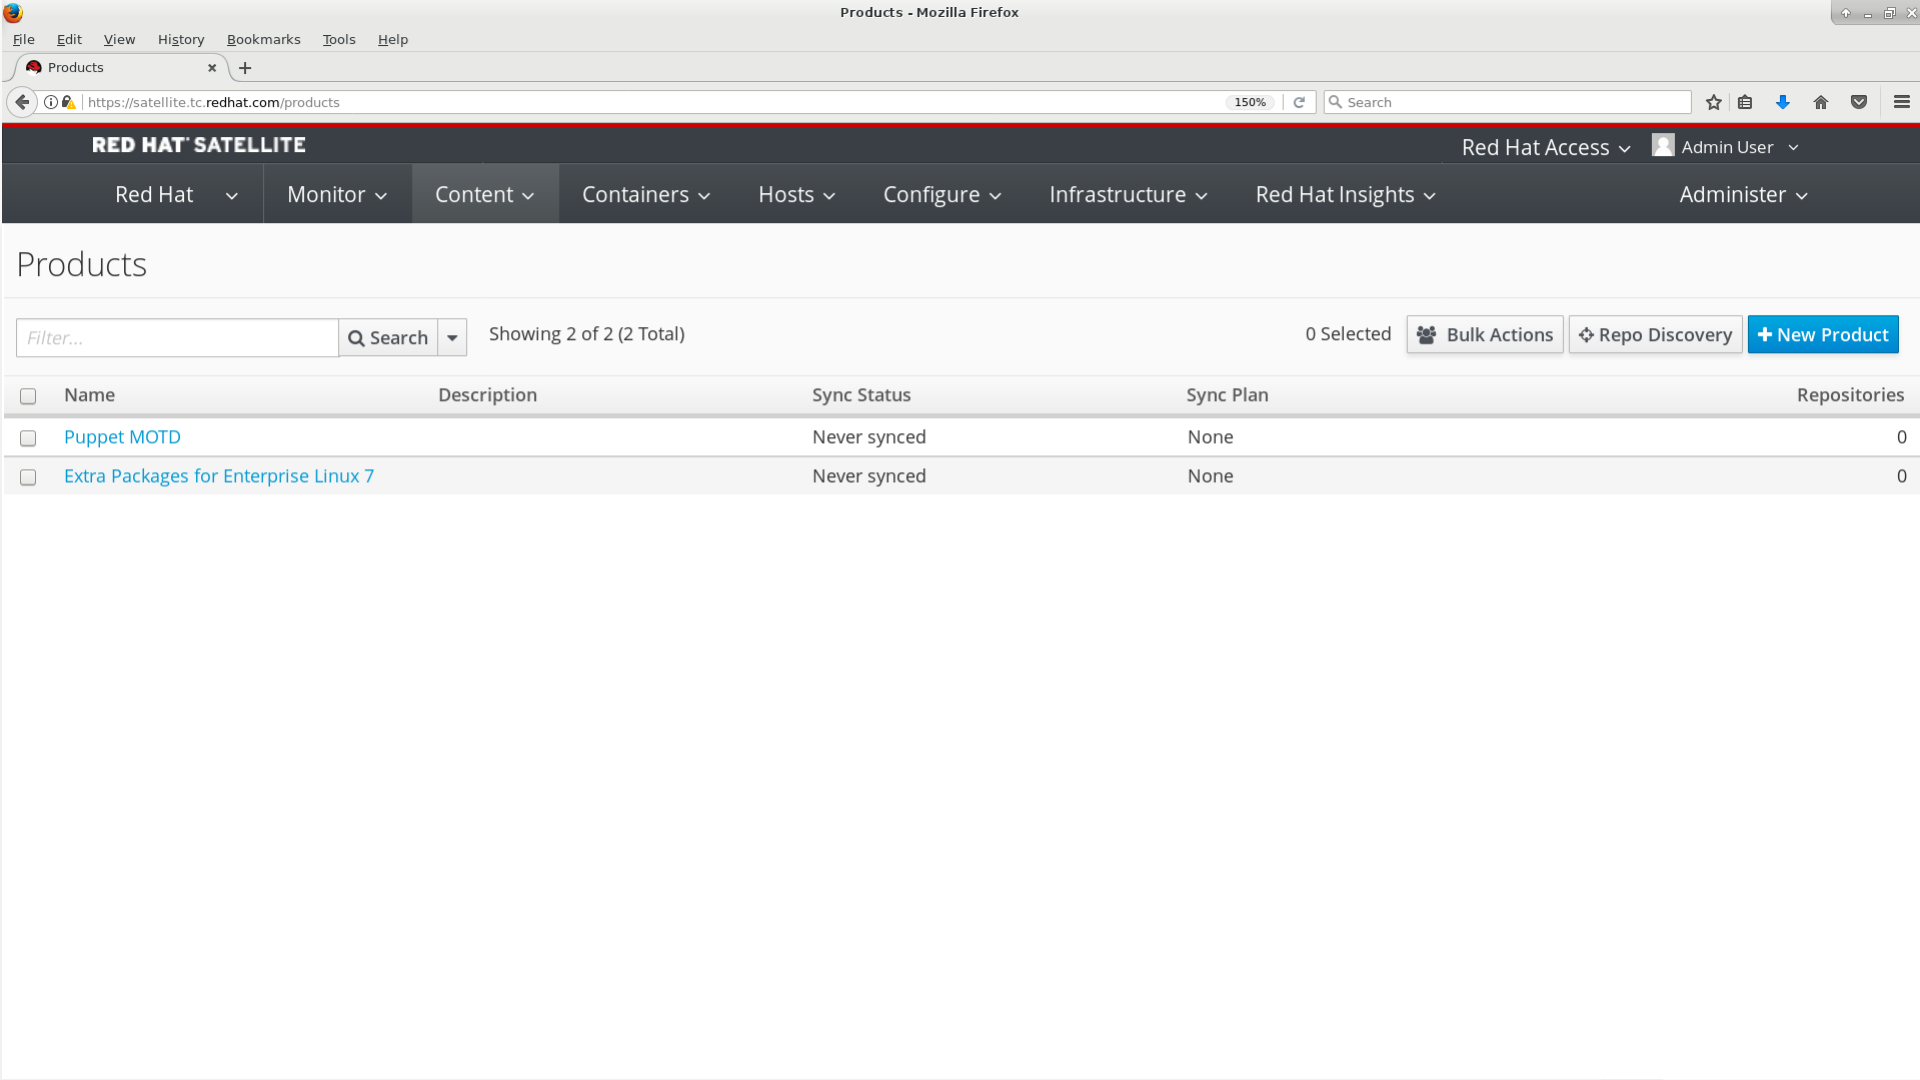 Products - Mozilla Firefox
File Edit View History Bookmarks Tools Help
Products
https://satellite.tc.redhat.com/products 150% Search
RED HAT SATELLITE Red Hat Access Admin User
Red Hat Monitor Content Containers Hosts Configure Infrastructure Red Hat Insights Administer
Products
Filter... Search Showing 2 of 2 (2 Total) 0 Selected Bulk Actions Repo Discovery New Product
Name Description Sync Status Sync Plan Repositories
Puppet MOTD Never synced None 0
Extra Packages for Enterprise Linux 7 Never synced None 0